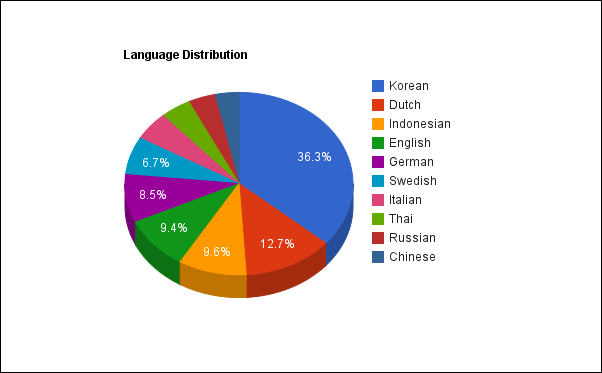 Language Distribution
36.3%
12.7%
9.6%
9.4%
8.5%
6.7%
Korean
Dutch
Indonesian
English
German
Swedish
Italian
Thai
Russian
Chinese